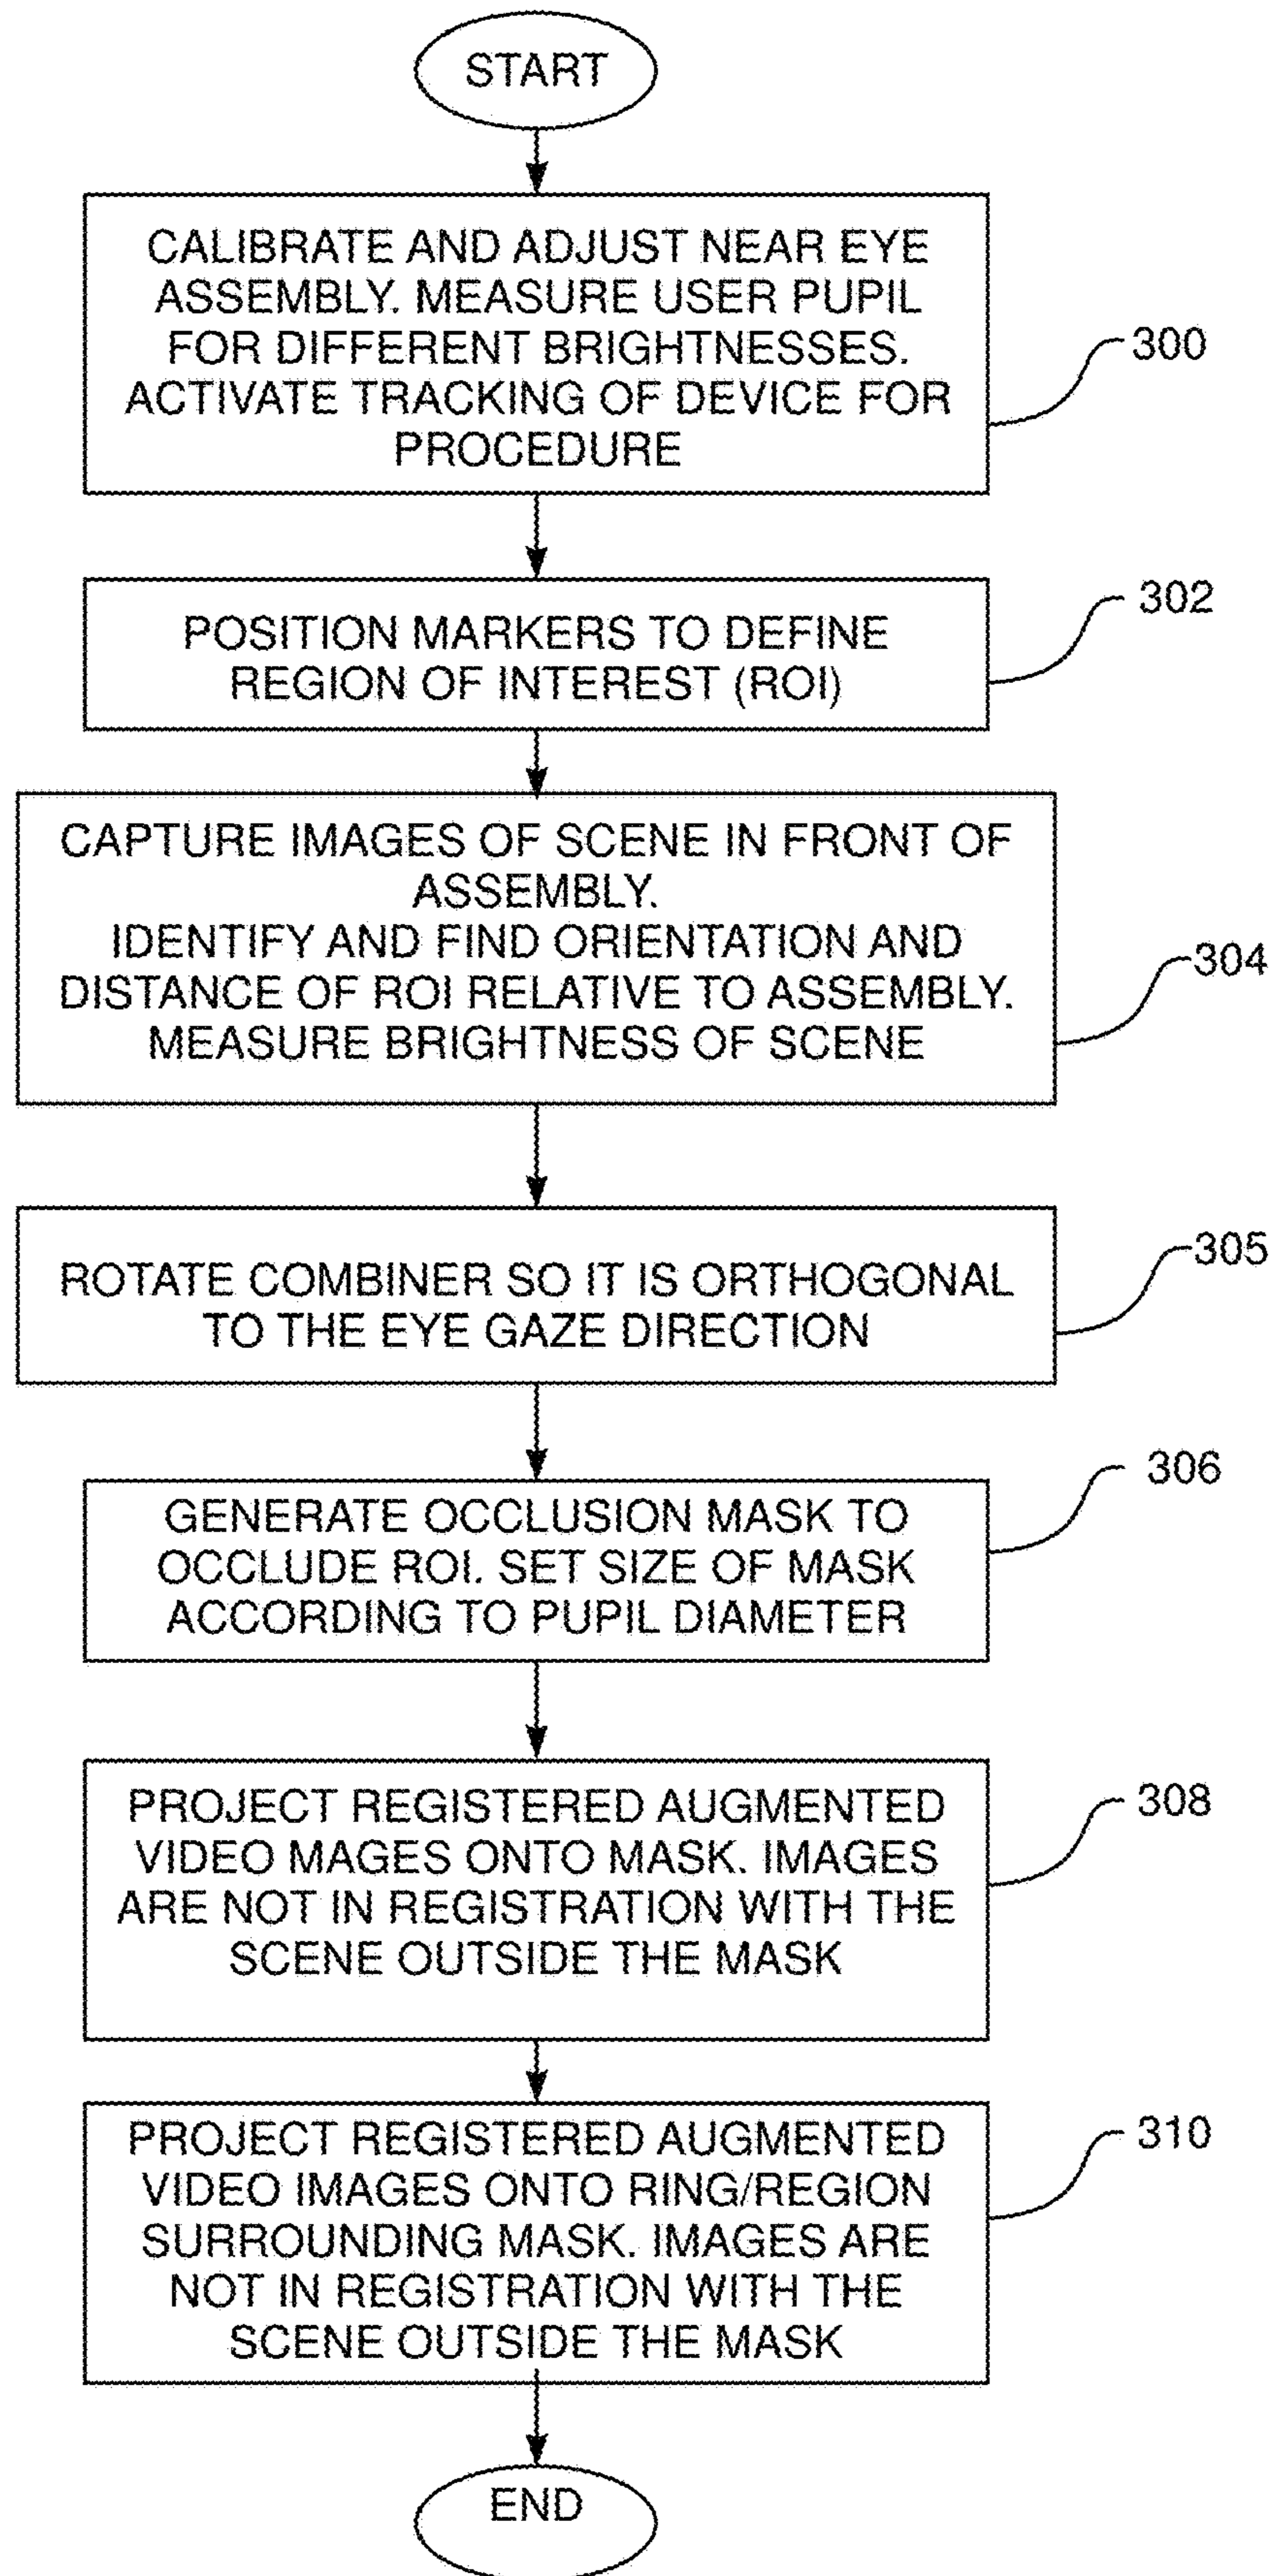 START
CALIBRATE AND ADJUST NEAR EYE
ASSEMBLY. MEASURE USER PUPIL
FOR DIFFERENT BRIGHTNESSES.
ACTIVATE TRACKING OF DEVICE FOR
PROCEDURE
300
POSITION MARKERS TO DEFINE
REGION OF INTEREST (ROI)
302
CAPTURE IMAGES OF SCENE IN FRONT OF
ASSEMBLY.
IDENTIFY AND FIND ORIENTATION AND
DISTANCE OF ROI RELATIVE TO ASSEMBLY.
MEASURE BRIGHTNESS OF SCENE
304
ROTATE COMBINER SO IT IS ORTHOGONAL
TO THE EYE GAZE DIRECTION
305
GENERATE OCCLUSION MASK TO
OCCLUDE ROI. SET SIZE OF MASK
ACCORDING TO PUPIL DIAMETER
306
PROJECT REGISTERED AUGMENTED
VIDEO MAGES ONTO MASK. IMAGES
ARE NOT IN REGISTRATION WITH THE
SCENE OUTSIDE THE MASK
308
PROJECT REGISTERED AUGMENTED
VIDEO IMAGES ONTO RING/REGION
SURROUNDING MASK. IMAGES ARE
NOT IN REGISTRATION WITH THE
SCENE OUTSIDE THE MASK
310
END